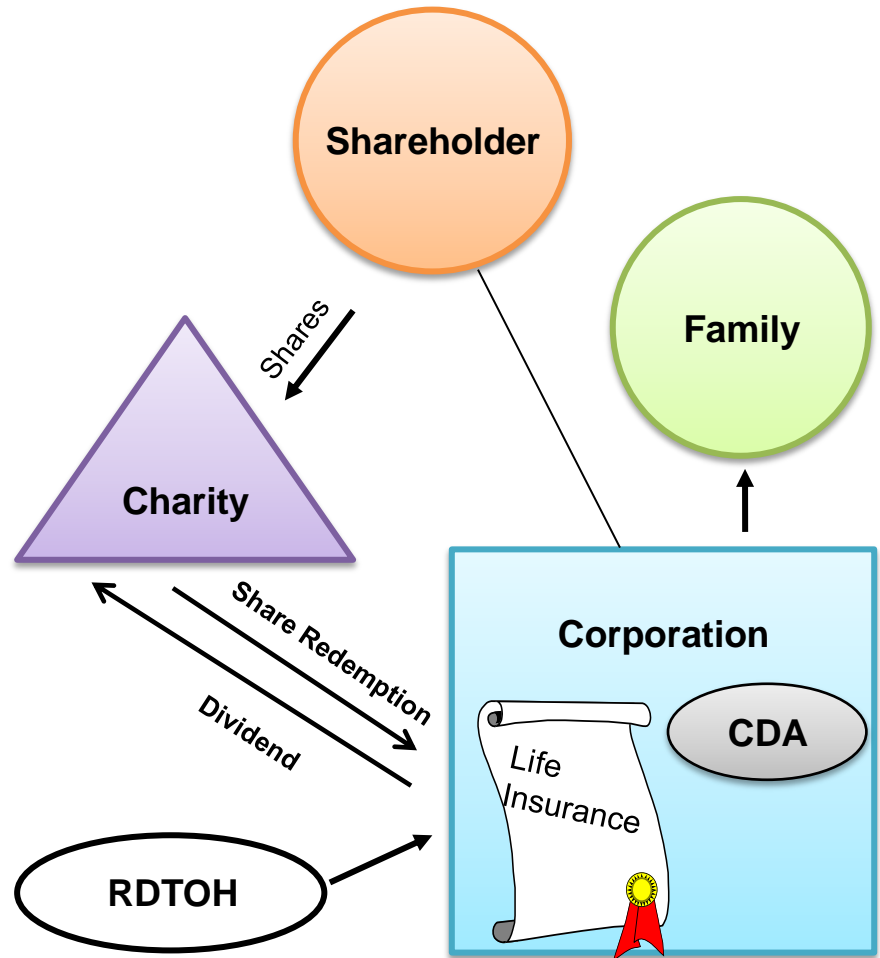 Shareholder
Shares
Family
Charity
Share Redemption
Dividend
Corporation
CDA
Life
Insurance
RDTOH